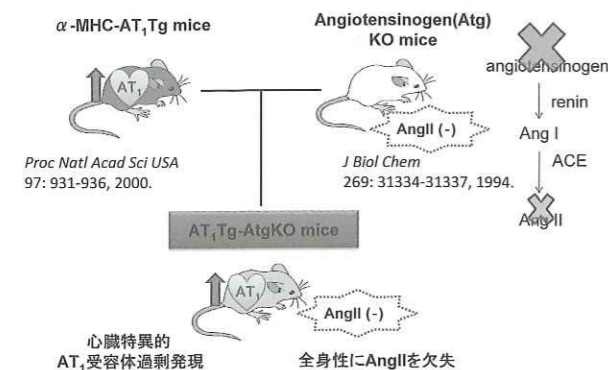 α-MHC-AT₁Tg mice
Angiotensinogen(Atg)
KO mice
AT₁
AngII (-)
angiotensinogen
renin
Ang I
ACE
Ang II
Proc Natl Acad Sci USA
97: 931-936, 2000.
J Biol Chem
269: 31334-31337, 1994.
AT₁Tg-AtgKO mice
AT₁
AngII (-)
心臓特異的
AT₁受容体過剰発現
全身性にAngIIを欠失